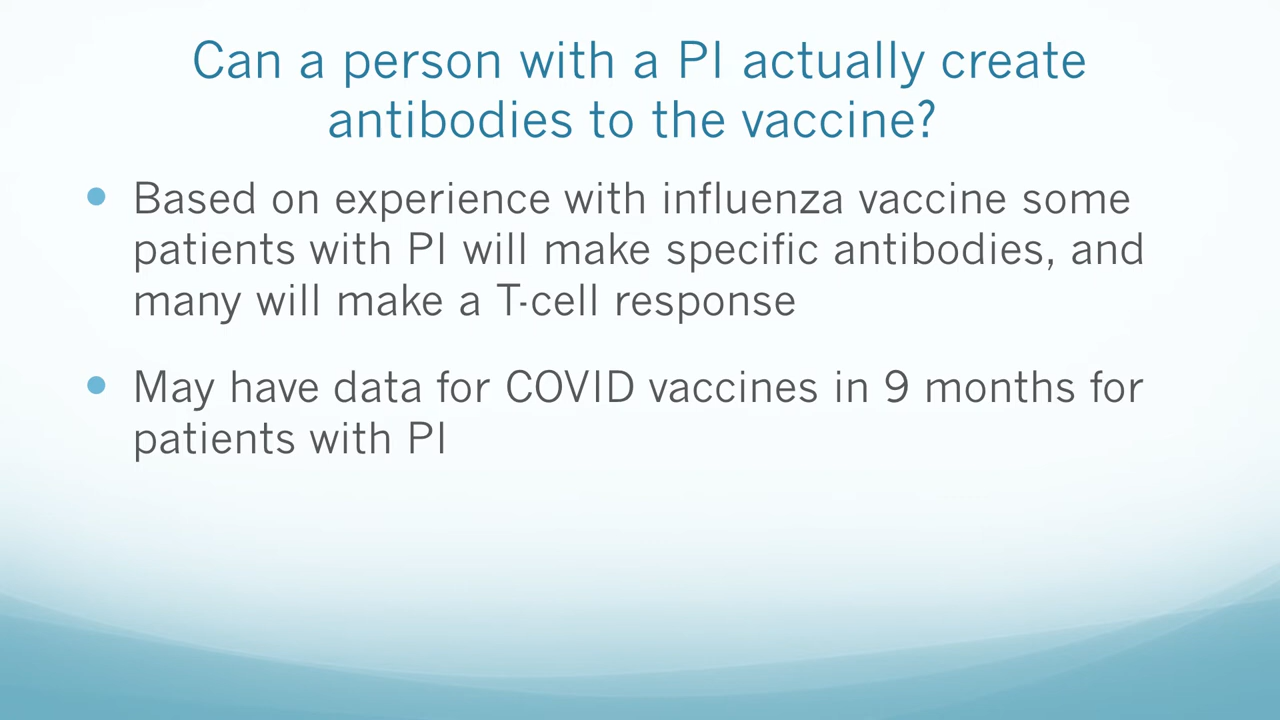 Can a person with a PI actually create
antibodies to the vaccine?
Based on experience with influenza vaccine some
patients with PI will make specific antibodies, and
many will make a T-cell response
May have data for COVID vaccines in 9 months for
patients with PI